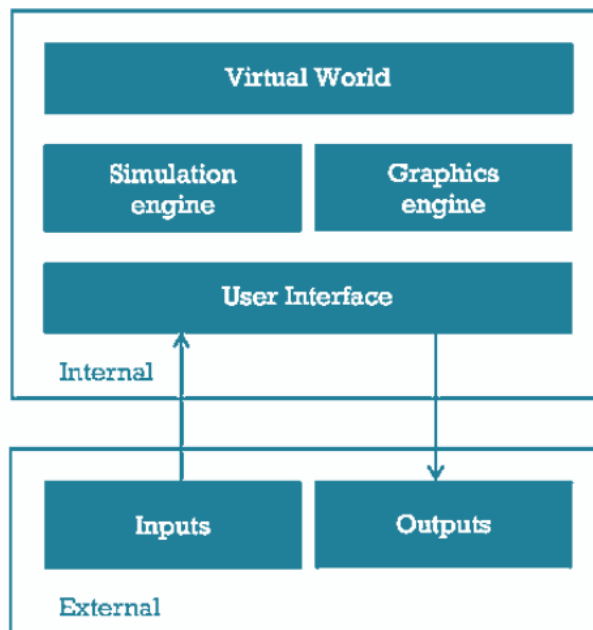 Virtual World
Simulation
engine
Graphics
engine
User Interface
Internal
Inputs
Outputs
External